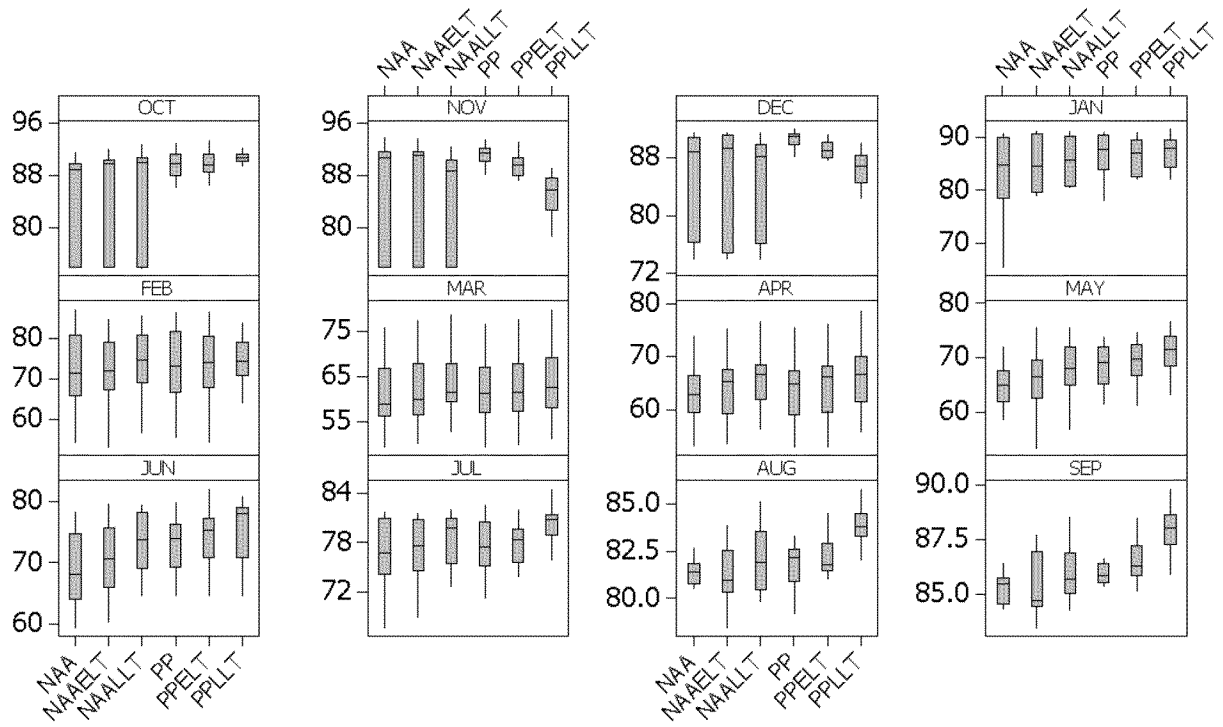 NAA NAAELT NAALLT PP PPELT PPLLT NAA NAAELT NAALLT PP PPELT PPLLT
OCT NOV DEC JAN
96 96 88 90
90 88 80 80
80 80 72 70
FEB MAR APR MAY
80 75 80 80
70 65 70 70
60 55 60 60
JUN JUL AUG SEP
80 84 85.0 90.0
70 78 82.5 87.5
60 72 80.0 85.0
NAA NAAELT NAALLT PP PPELT PPLLT NAA NAAELT NAALLT PP PPELT PPLLT